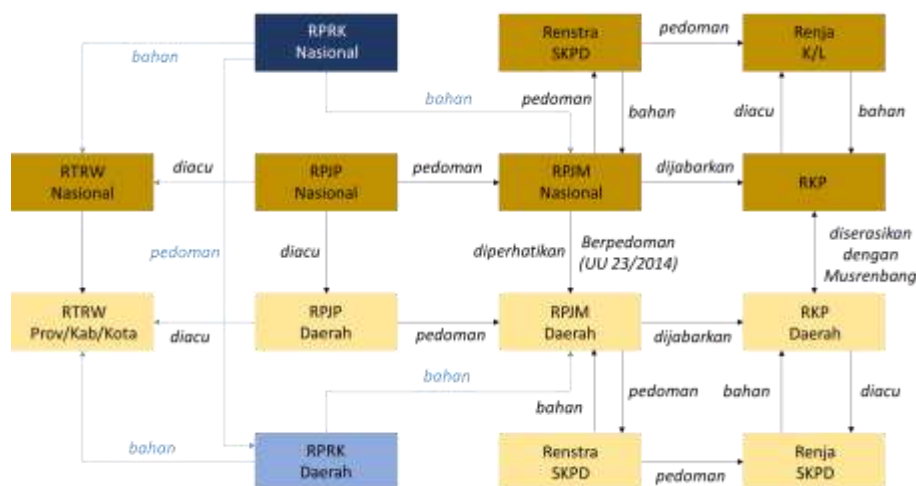 RPRK
Nasional
Renstra
SKPD
pedoman
Renja
K/L
bahan
bahan
pedoman
bahan
diacu
bahan
RTRW
Nasional
diacu
RPJP
Nasional
pedoman
RPJM
Nasional
dijabarkan
RKP
pedoman
diacu
diperhatikan
Berpedoman
(UU 23/2014)
diserasikan
dengan
Musrenbang
RTRW
Prov/Kab/Kota
diacu
RPJP
Daerah
pedoman
RPJM
Daerah
dijabarkan
RKP
Daerah
bahan
bahan
pedoman
bahan
diacu
bahan
RPRK
Daerah
Renstra
SKPD
pedoman
Renja
SKPD